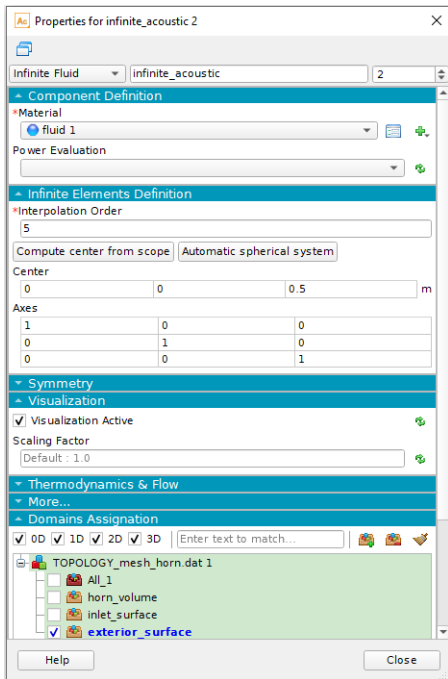 Ac Properties for infinite_acoustic 2
Infinite Fluid infinite_acoustic 2
Component Definition
*Material
fluid 1
Power Evaluation
Infinite Elements Definition
*Interpolation Order
5
Compute center from scope Automatic spherical system
Center
0 0 0.5 m
Axes
1 0 0
0 1 0
0 0 1
Symmetry
Visualization
Visualization Active
Scaling Factor
Default : 1.0
Thermodynamics & Flow
More...
Domains Assignation
0D 1D 2D 3D Enter text to match...
TOPOLOGY_mesh_horn.dat 1
All_1
horn_volume
inlet_surface
exterior_surface
Help Close